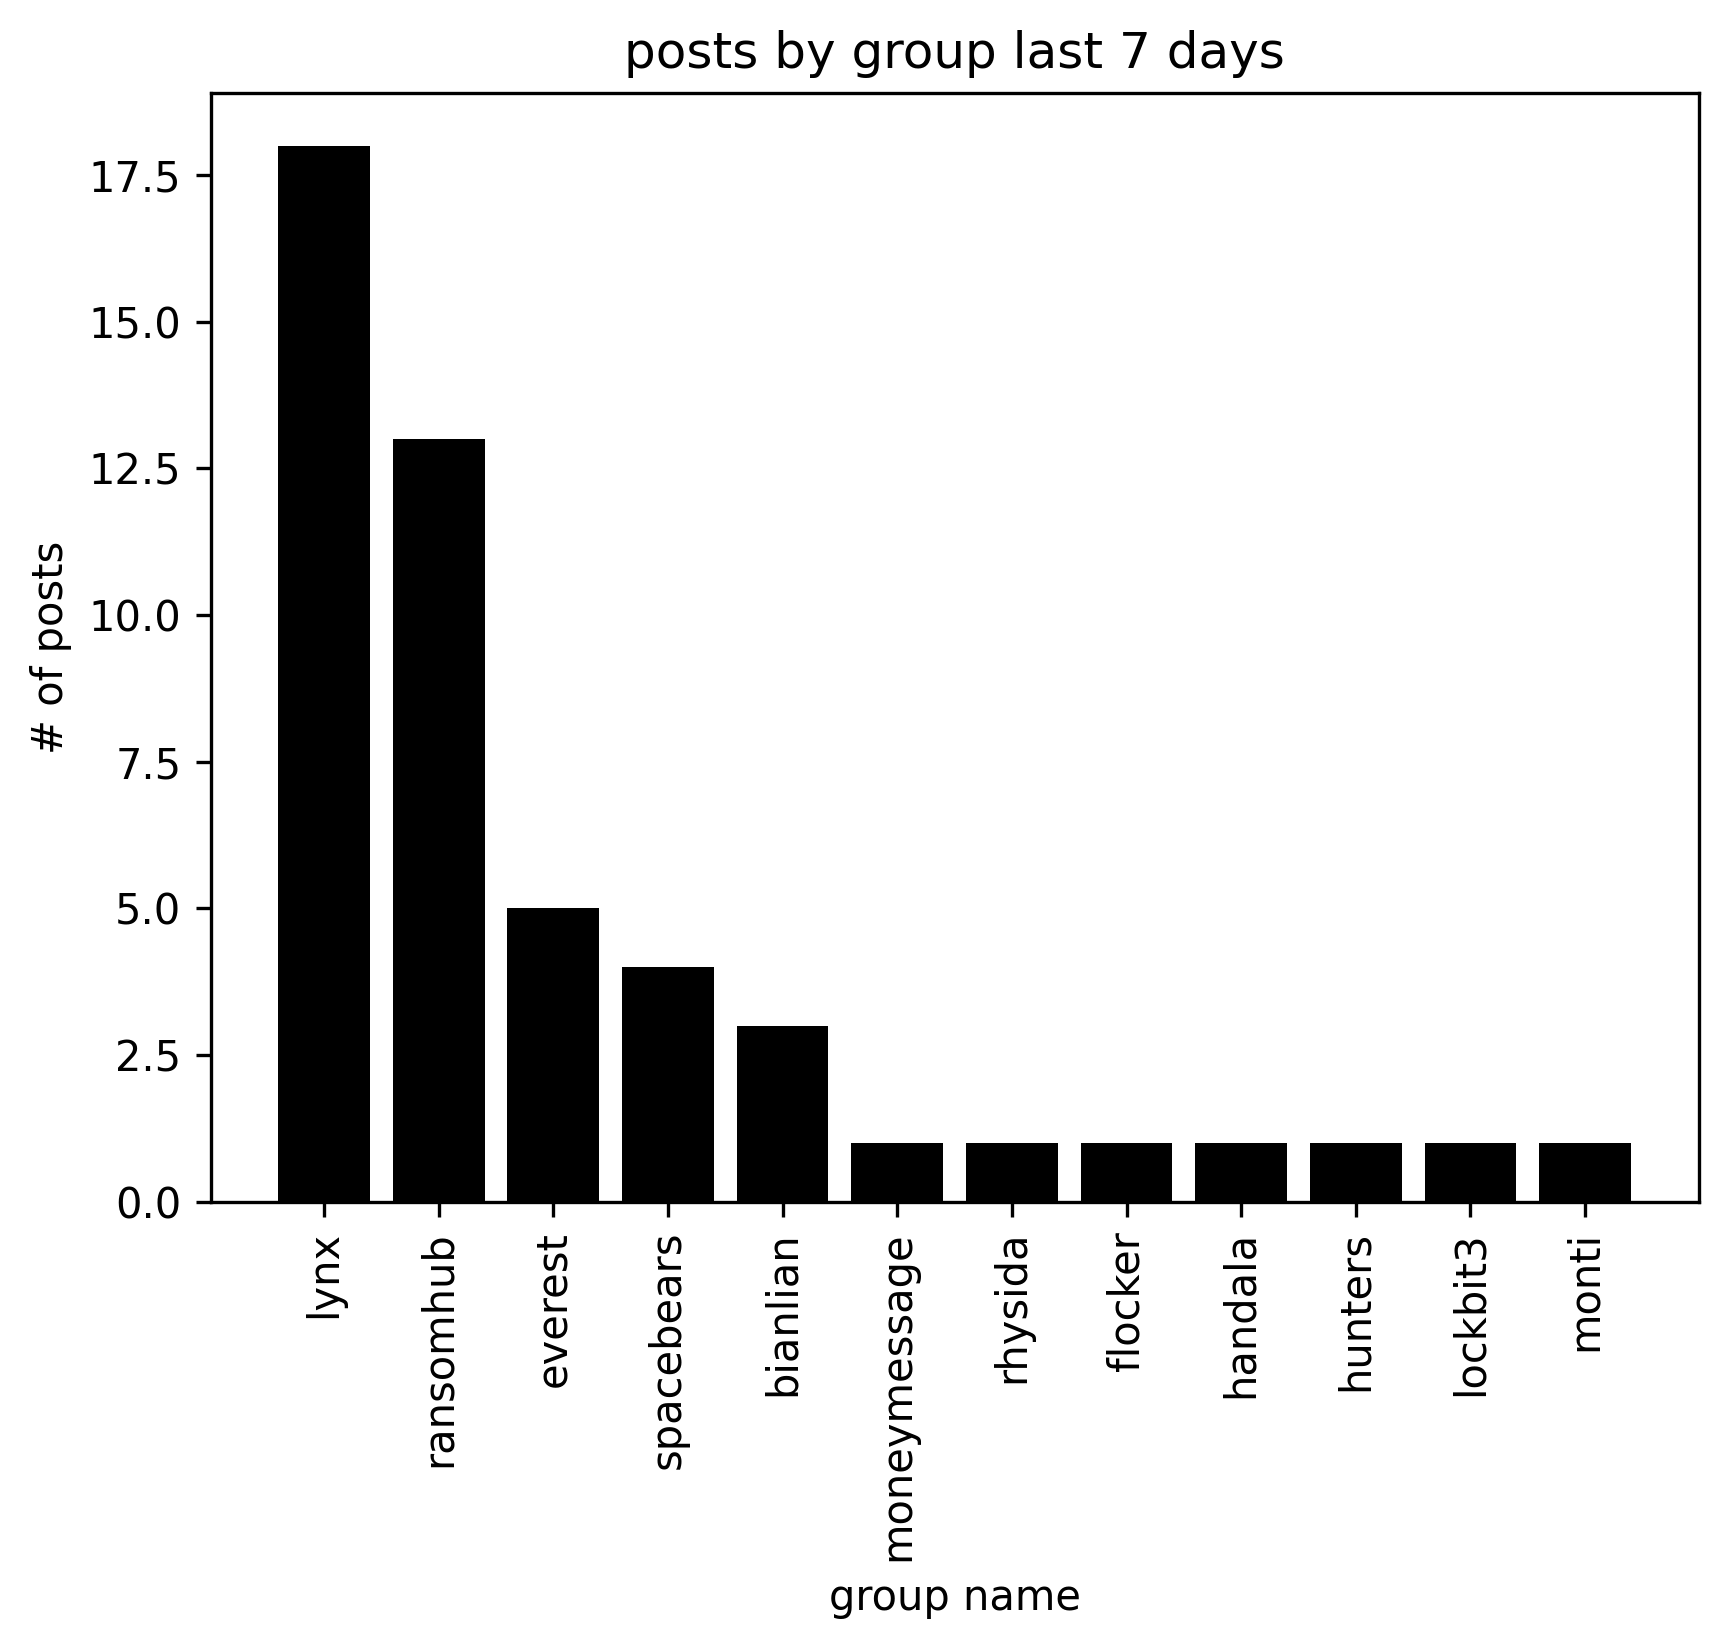 posts by group last 7 days
# of posts
17.5
15.0
12.5
10.0
7.5
5.0
2.5
0.0
lynx
ransomhub
everest
spacebears
bianlian
moneymessage
rhysida
flocker
handala
hunters
lockbit3
monti
group name